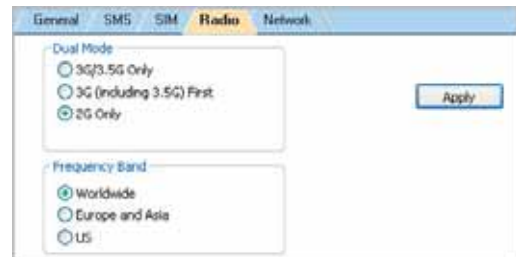 General SMS SIM Radio Network
Dual Mode
3G/3.5G Only
3G (including 3.5G) First
2G Only
Apply
Frequency Band
Worldwide
Europe and Asia
US